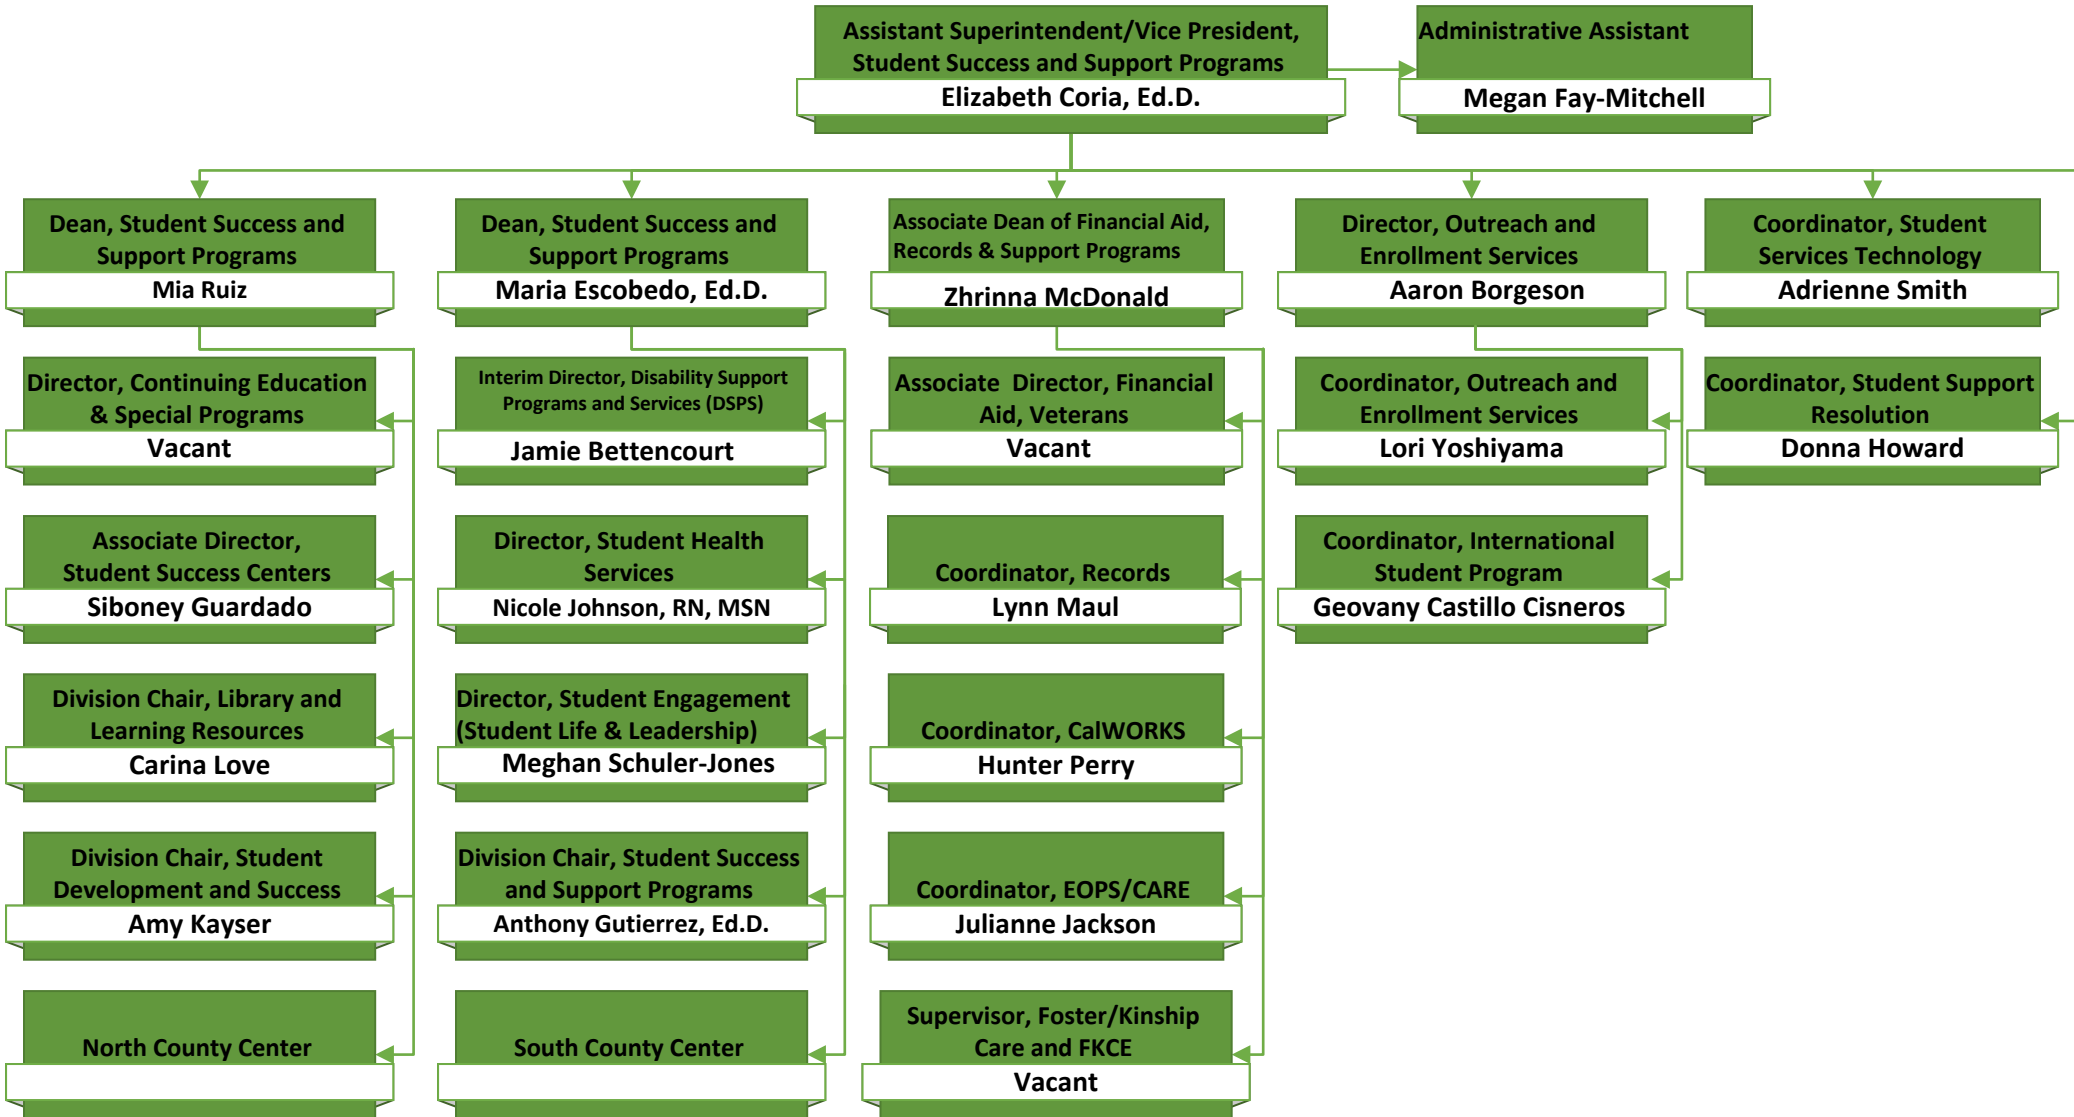 Assistant Superintendent/Vice President,
Student Success and Support Programs
Elizabeth Coria, Ed.D.
Administrative Assistant
Megan Fay-Mitchell
Dean, Student Success and
Support Programs
Mia Ruiz
Dean, Student Success and
Support Programs
Maria Escobedo, Ed.D.
Associate Dean of Financial Aid,
Records & Support Programs
Zhrinna McDonald
Director, Outreach and
Enrollment Services
Aaron Borgeson
Coordinator, Student
Services Technology
Adrienne Smith
Director, Continuing Education
& Special Programs
Vacant
Interim Director, Disability Support
Programs and Services (DSPS)
Jamie Bettencourt
Associate Director, Financial
Aid, Veterans
Vacant
Coordinator, Outreach and
Enrollment Services
Lori Yoshiyama
Coordinator, Student Support
Resolution
Donna Howard
Associate Director,
Student Success Centers
Siboney Guardado
Director, Student Health
Services
Nicole Johnson, RN, MSN
Coordinator, Records
Lynn Maul
Coordinator, International
Student Program
Geovany Castillo Cisneros
Division Chair, Library and
Learning Resources
Carina Love
Director, Student Engagement
(Student Life & Leadership)
Meghan Schuler-Jones
Coordinator, CalWORKS
Hunter Perry
Division Chair, Student
Development and Success
Amy Kayser
Division Chair, Student Success
and Support Programs
Anthony Gutierrez, Ed.D.
Coordinator, EOPS/CARE
Julianne Jackson
North County Center
South County Center
Supervisor, Foster/Kinship
Care and FKCE
Vacant